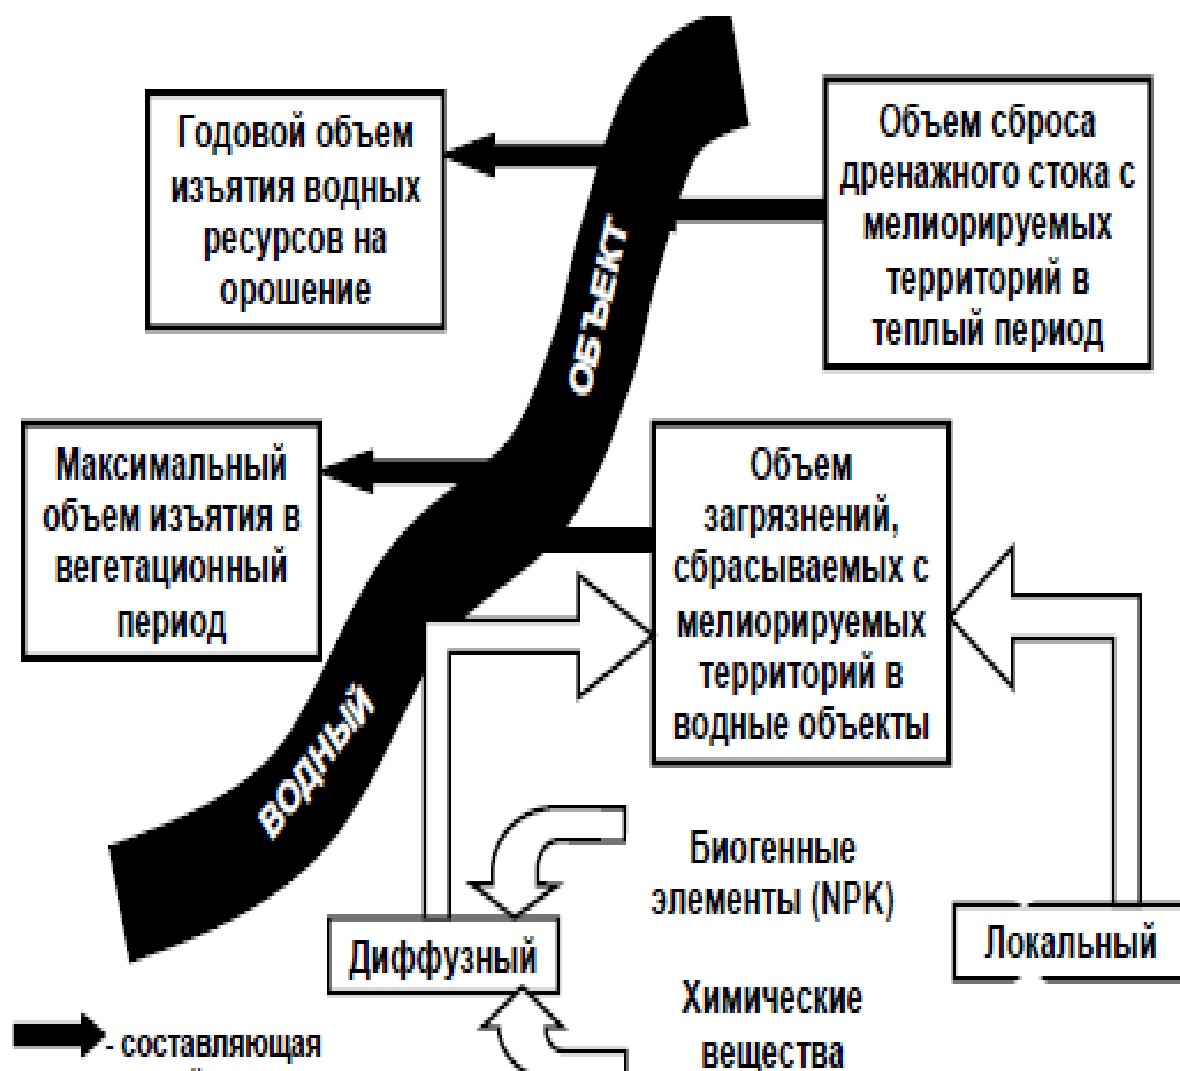 Годовой объем
изъятия водных
ресурсов на
орошение
Объем сброса
дренажного стока с
мелиорируемых
территорий в
теплый период
ВОДНЫЙ ОБЪЕКТ
Максимальный
объем изъятия в
вегетационный
период
Объем
загрязнений,
сбрасываемых с
мелиорируемых
территорий в
водные объекты
Биогенные
элементы (NPK)
Диффузный
Локальный
Химические
вещества
- составляющая